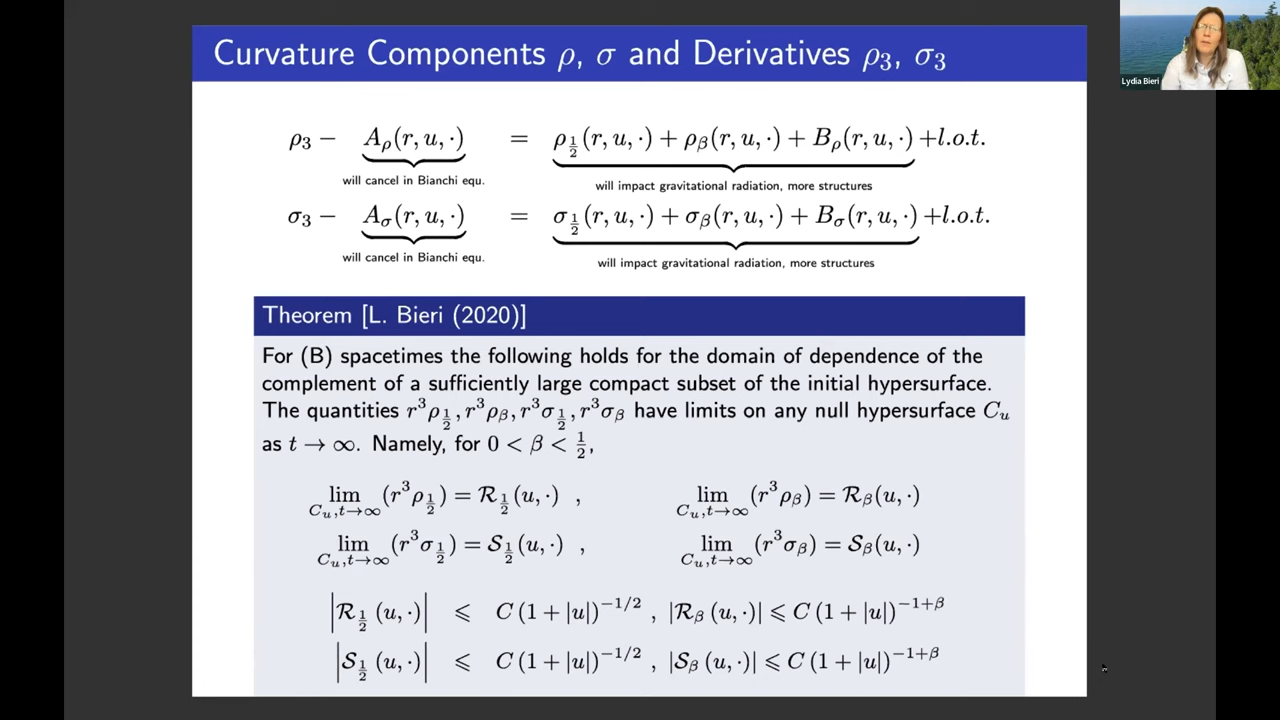 Curvature Components ρ, σ and Derivatives ρ₃, σ₃
Lydia Bieri
ρ₃ − A_ρ(r, u, ·) = ρ_{1/2}(r, u, ·) + ρ_β(r, u, ·) + B_ρ(r, u, ·) +l.o.t.
will cancel in Bianchi equ. will impact gravitational radiation, more structures
σ₃ − A_σ(r, u, ·) = σ_{1/2}(r, u, ·) + σ_β(r, u, ·) + B_σ(r, u, ·) +l.o.t.
will cancel in Bianchi equ. will impact gravitational radiation, more structures
Theorem [L. Bieri (2020)]
For (B) spacetimes the following holds for the domain of dependence of the
complement of a sufficiently large compact subset of the initial hypersurface.
The quantities r³ρ_{1/2}, r³ρ_β, r³σ_{1/2}, r³σ_β have limits on any null hypersurface C_u
as t → ∞. Namely, for 0 < β < 1/2,
lim_{C_u,t→∞} (r³ρ_{1/2}) = ℛ_{1/2}(u, ·) , lim_{C_u,t→∞} (r³ρ_β) = ℛ_β(u, ·)
lim_{C_u,t→∞} (r³σ_{1/2}) = 𝒮_{1/2}(u, ·) , lim_{C_u,t→∞} (r³σ_β) = 𝒮_β(u, ·)
|ℛ_{1/2} (u, ·)| ⩽ C (1 + |u|)^{−1/2} , |ℛ_β (u, ·)| ⩽ C (1 + |u|)^{−1+β}
|𝒮_{1/2} (u, ·)| ⩽ C (1 + |u|)^{−1/2} , |𝒮_β (u, ·)| ⩽ C (1 + |u|)^{−1+β}